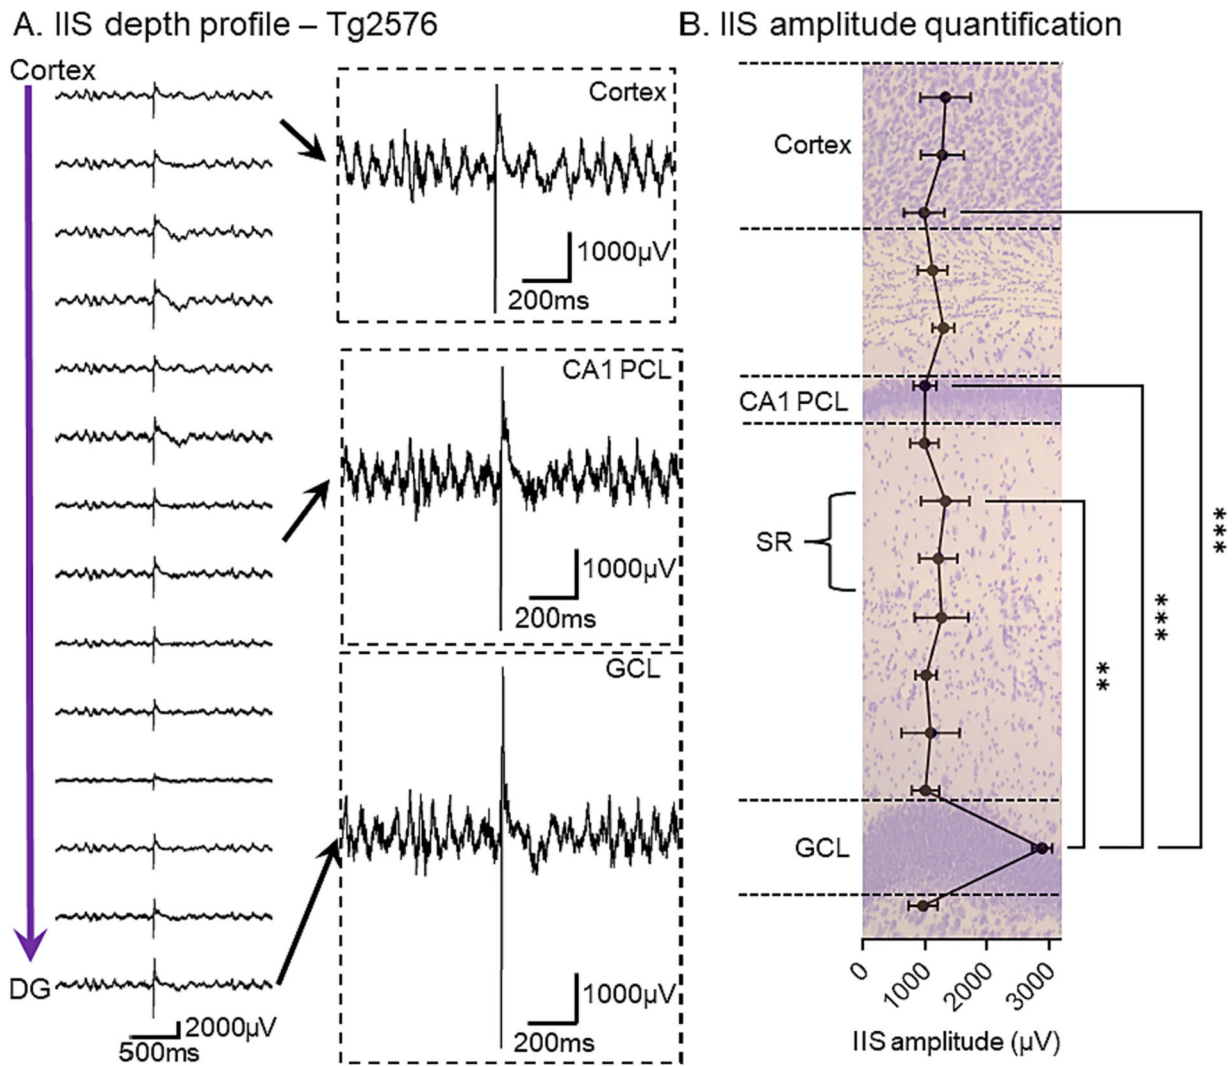 A. IIS depth profile – Tg2576
B. IIS amplitude quantification
Cortex
DG
2000µV
500ms
Cortex
1000µV
200ms
CA1 PCL
1000µV
200ms
GCL
1000µV
200ms
Cortex
CA1 PCL
SR
GCL
**
***
***
0 1000 2000 3000
IIS amplitude (µV)